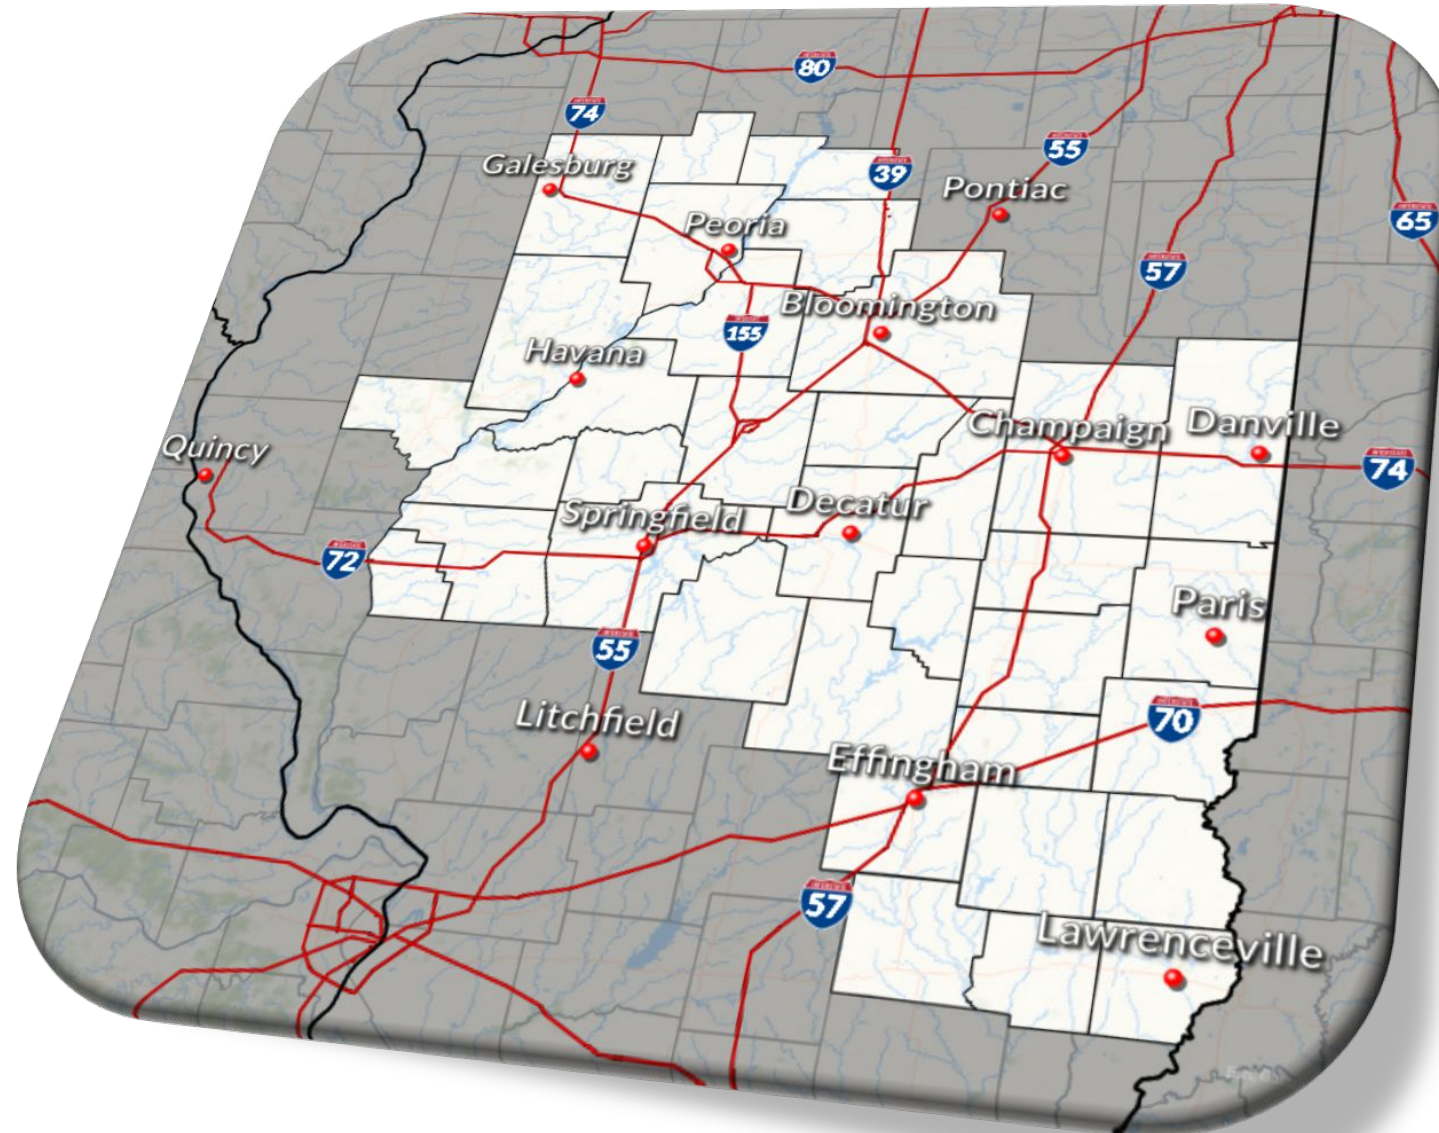 80
74
55
39
Galesburg
Pontiac
65
Peoria
57
Bloomington
155
Havana
Champaign
Danville
Quincy
74
Decatur
Springfield
72
Paris
55
70
Litchfield
Effingham
57
Lawrenceville